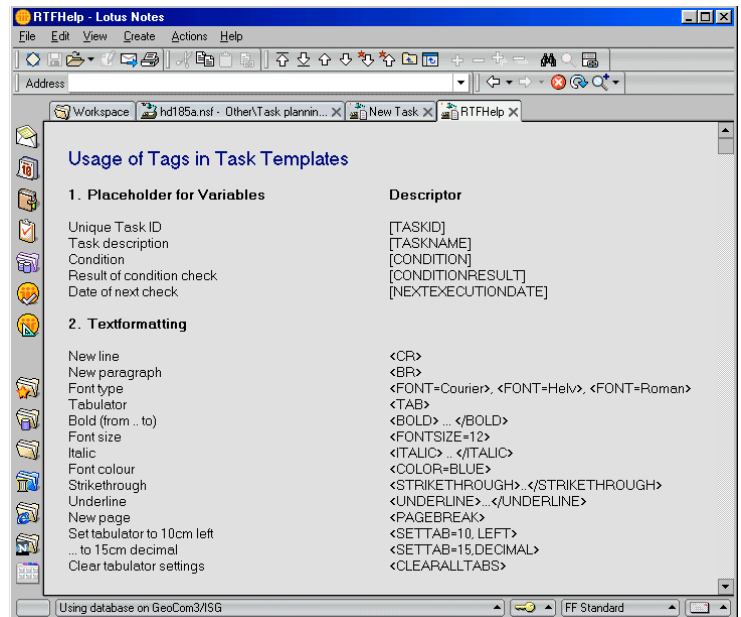 RTFHelp - Lotus Notes
File Edit View Create Actions Help
Address
Workspace hd185a.nsf - Other\Task plannin... New Task RTFHelp
Usage of Tags in Task Templates
1. Placeholder for Variables Descriptor
Unique Task ID [TASKID]
Task description [TASKNAME]
Condition [CONDITION]
Result of condition check [CONDITIONRESULT]
Date of next check [NEXTEXECUTIONDATE]
2. Textformatting
New line <CR>
New paragraph <BR>
Font type <FONT=Courier>, <FONT=Helv>, <FONT=Roman>
Tabulator <TAB>
Bold (from .. to) <BOLD> ... </BOLD>
Font size <FONTSIZE=12>
Italic <ITALIC> .. </ITALIC>
Font colour <COLOR=BLUE>
Strikethrough <STRIKETHROUGH>..</STRIKETHROUGH>
Underline <UNDERLINE>...</UNDERLINE>
New page <PAGEBREAK>
Set tabulator to 10cm left <SETTAB=10, LEFT>
... to 15cm decimal <SETTAB=15,DECIMAL>
Clear tabulator settings <CLEARALLTABS>
Using database on GeoCom3/ISG FF Standard